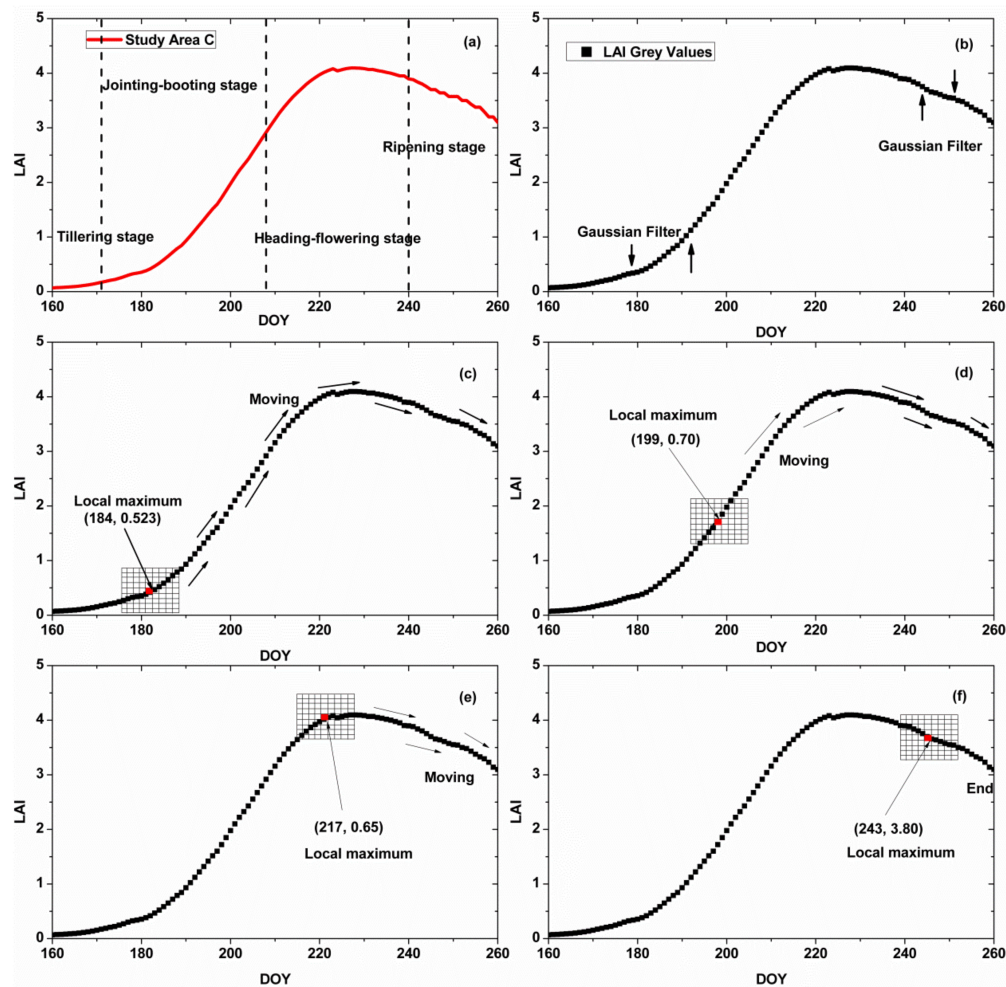 Study Area C
(a)
Jointing-booting stage
Ripening stage
Tillering stage
Heading-flowering stage
LAI
5
4
3
2
1
0
160 180 200 220 240 260
DOY
LAI Grey Values
(b)
Gaussian Filter
Gaussian Filter
LAI
5
4
3
2
1
0
160 180 200 220 240 260
DOY
(c)
Moving
Local maximum
(184, 0.523)
LAI
5
4
3
2
1
0
160 180 200 220 240 260
DOY
(d)
Local maximum
(199, 0.70)
Moving
LAI
5
4
3
2
1
0
160 180 200 220 240 260
DOY
(e)
Moving
(217, 0.65)
Local maximum
LAI
5
4
3
2
1
0
160 180 200 220 240 260
DOY
(f)
End
(243, 3.80)
Local maximum
LAI
5
4
3
2
1
0
160 180 200 220 240 260
DOY